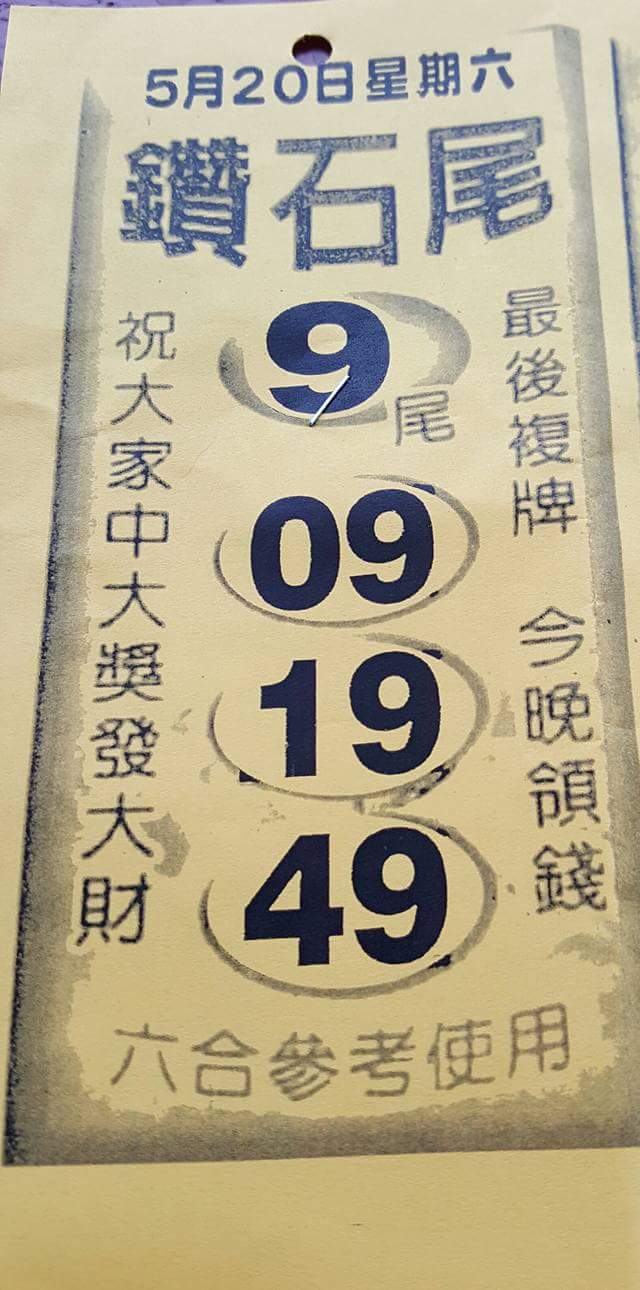 5月20日星期六
鑽石尾
最後複牌 今晚領錢
9尾
09
19
49
祝大家中大獎發大財
六合參考使用